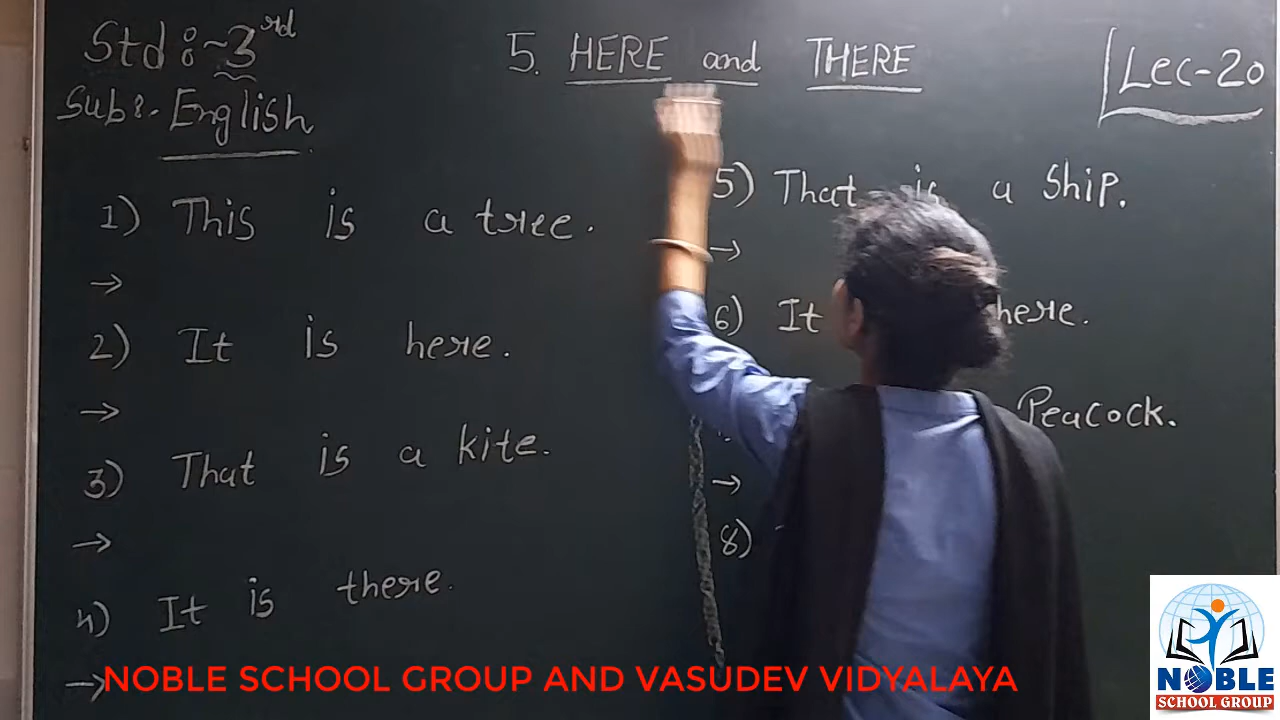 Std :~ 3rd
Sub:- English
5. HERE and THERE
Lec-20
1) This is a tree.
→
2) It is here.
→
3) That is a kite.
→
4) It is there.
→
5) That is a Ship.
→
6) It here.
Peacock.
→
8)
NOBLE SCHOOL GROUP AND VASUDEV VIDYALAYA
NOBLE
SCHOOL GROUP